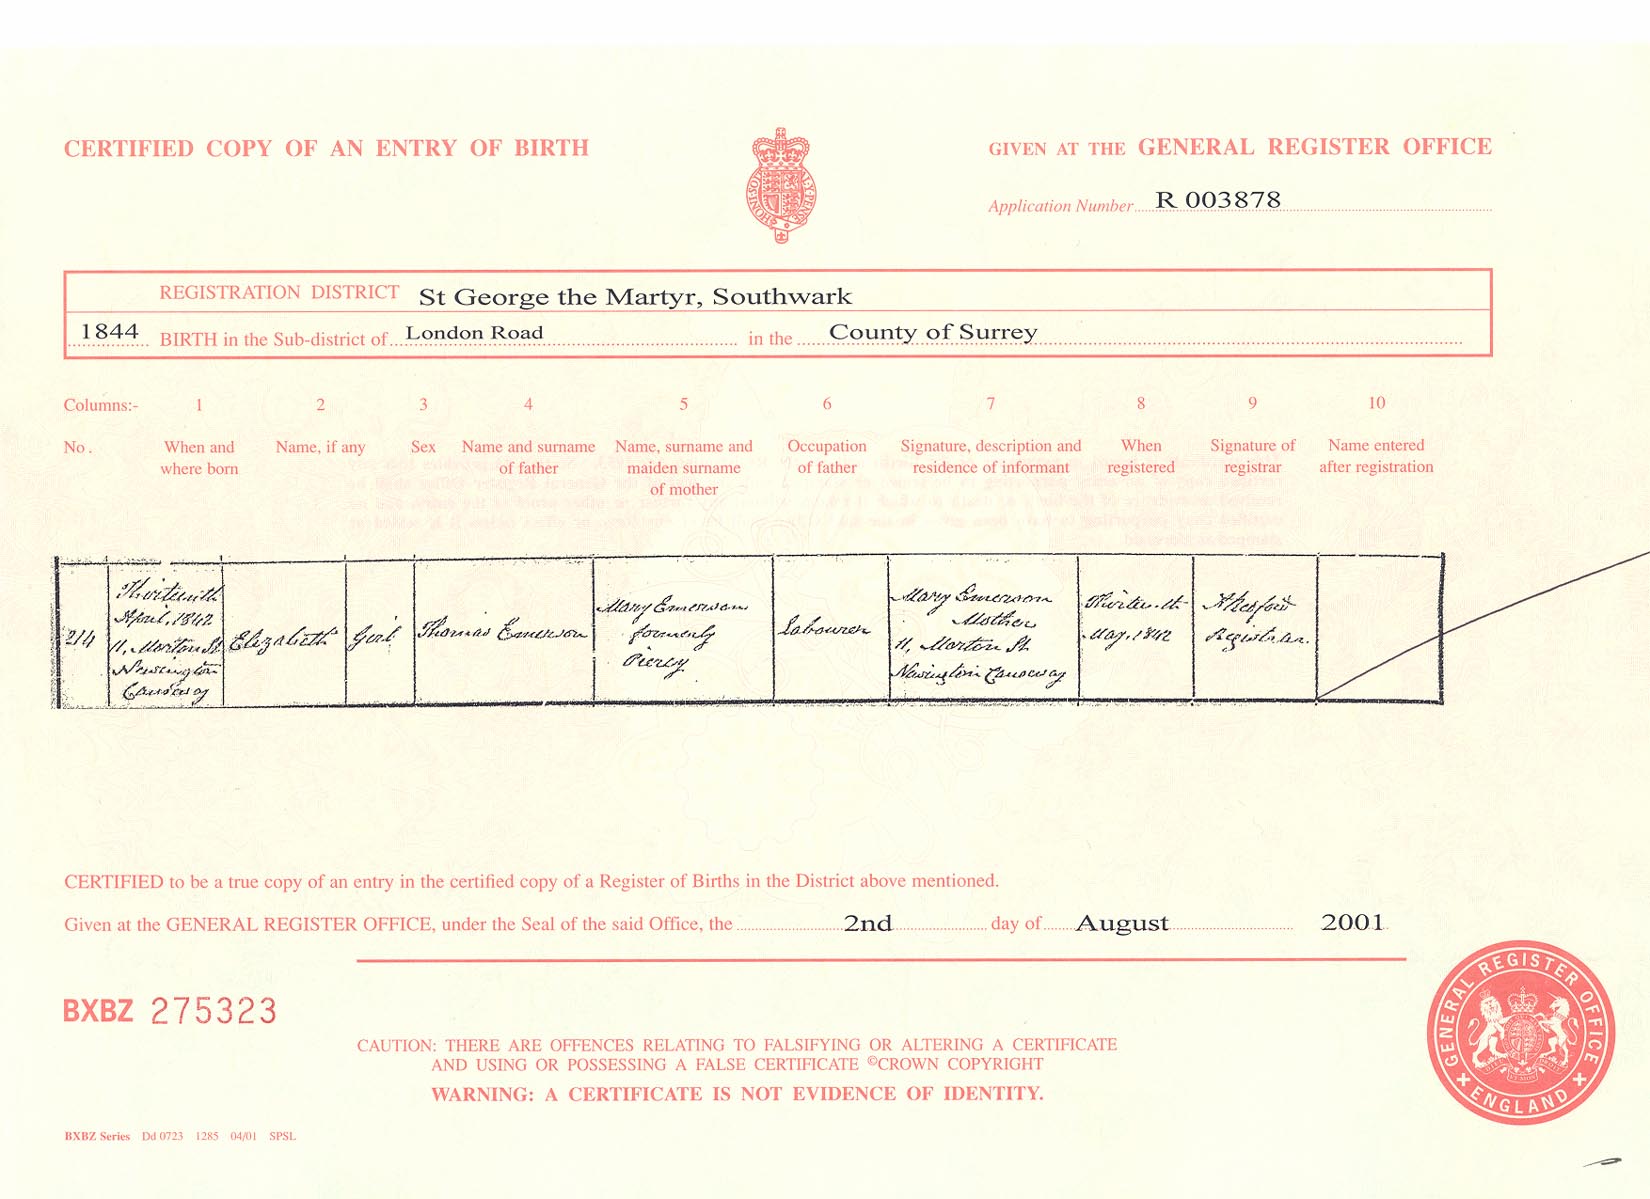 CERTIFIED COPY OF AN ENTRY OF BIRTH
GIVEN AT THE GENERAL REGISTER OFFICE
HONI SOIT
MAL Y PENSE
Application Number R 003878
REGISTRATION DISTRICT St George the Martyr, Southwark
1844 BIRTH in the Sub-district of London Road in the County of Surrey
Columns:- 1 2 3 4 5 6 7 8 9 10
No. When and where born Name, if any Sex Name and surname of father Name, surname and maiden surname of mother Occupation of father Signature, description and residence of informant When registered Signature of registrar Name entered after registration
214
Thirteenth
April, 1842
11, Morton St
Newington
Causeway
Elizabeth
Girl
Thomas Emerson
Mary Emerson
formerly
Piercy
Labourer
Mary Emerson
Mother
11, Morton St
Newington Causeway
Thirteenth
May, 1842
Registrar
CERTIFIED to be a true copy of an entry in the certified copy of a Register of Births in the District above mentioned.
Given at the GENERAL REGISTER OFFICE, under the Seal of the said Office, the 2nd day of August 2001
BXBZ 275323
CAUTION: THERE ARE OFFENCES RELATING TO FALSIFYING OR ALTERING A CERTIFICATE
AND USING OR POSSESSING A FALSE CERTIFICATE ©CROWN COPYRIGHT
WARNING: A CERTIFICATE IS NOT EVIDENCE OF IDENTITY.
GENERAL REGISTER OFFICE
ENGLAND
BXBZ Series Dd 0723 1285 04/01 SPSL